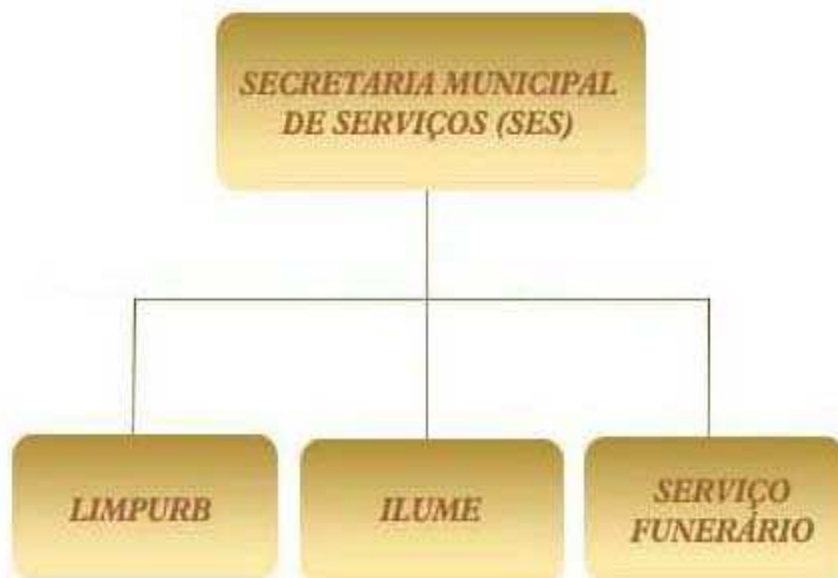 SECRETARIA MUNICIPAL
DE SERVIÇOS (SES)
LIMPURB
ILUME
SERVIÇO
FUNERÁRIO